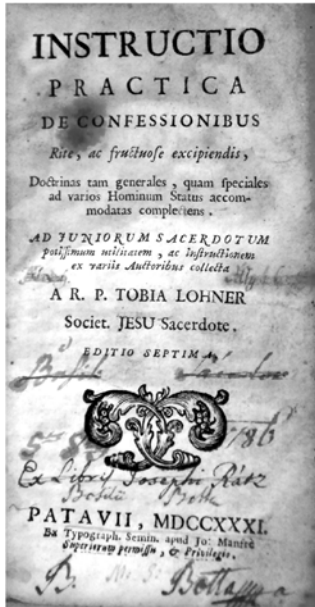 INSTRUCTIO
PRACTICA
DE CONFESSIONIBUS
Rite, ac fructuose excipiendis,
Doctrinas tam generales, quam speciales
ad varios Hominum Status accom-
modatas complectens.
AD JUNIORUM SACERDOTUM
potissimum utilitatem, ac instructionem
ex variis Auctoribus collecta
A R. P. TOBIA LOHNER
Societ. JESU Sacerdote.
EDITIO SEPTIMA,
Ex Libris Josephi Rátz
PATAVII, MDCCXXXI.
Ex Typograph. Semin. apud Jo: Manfrè
Superiorum permissu, & Privilegio.